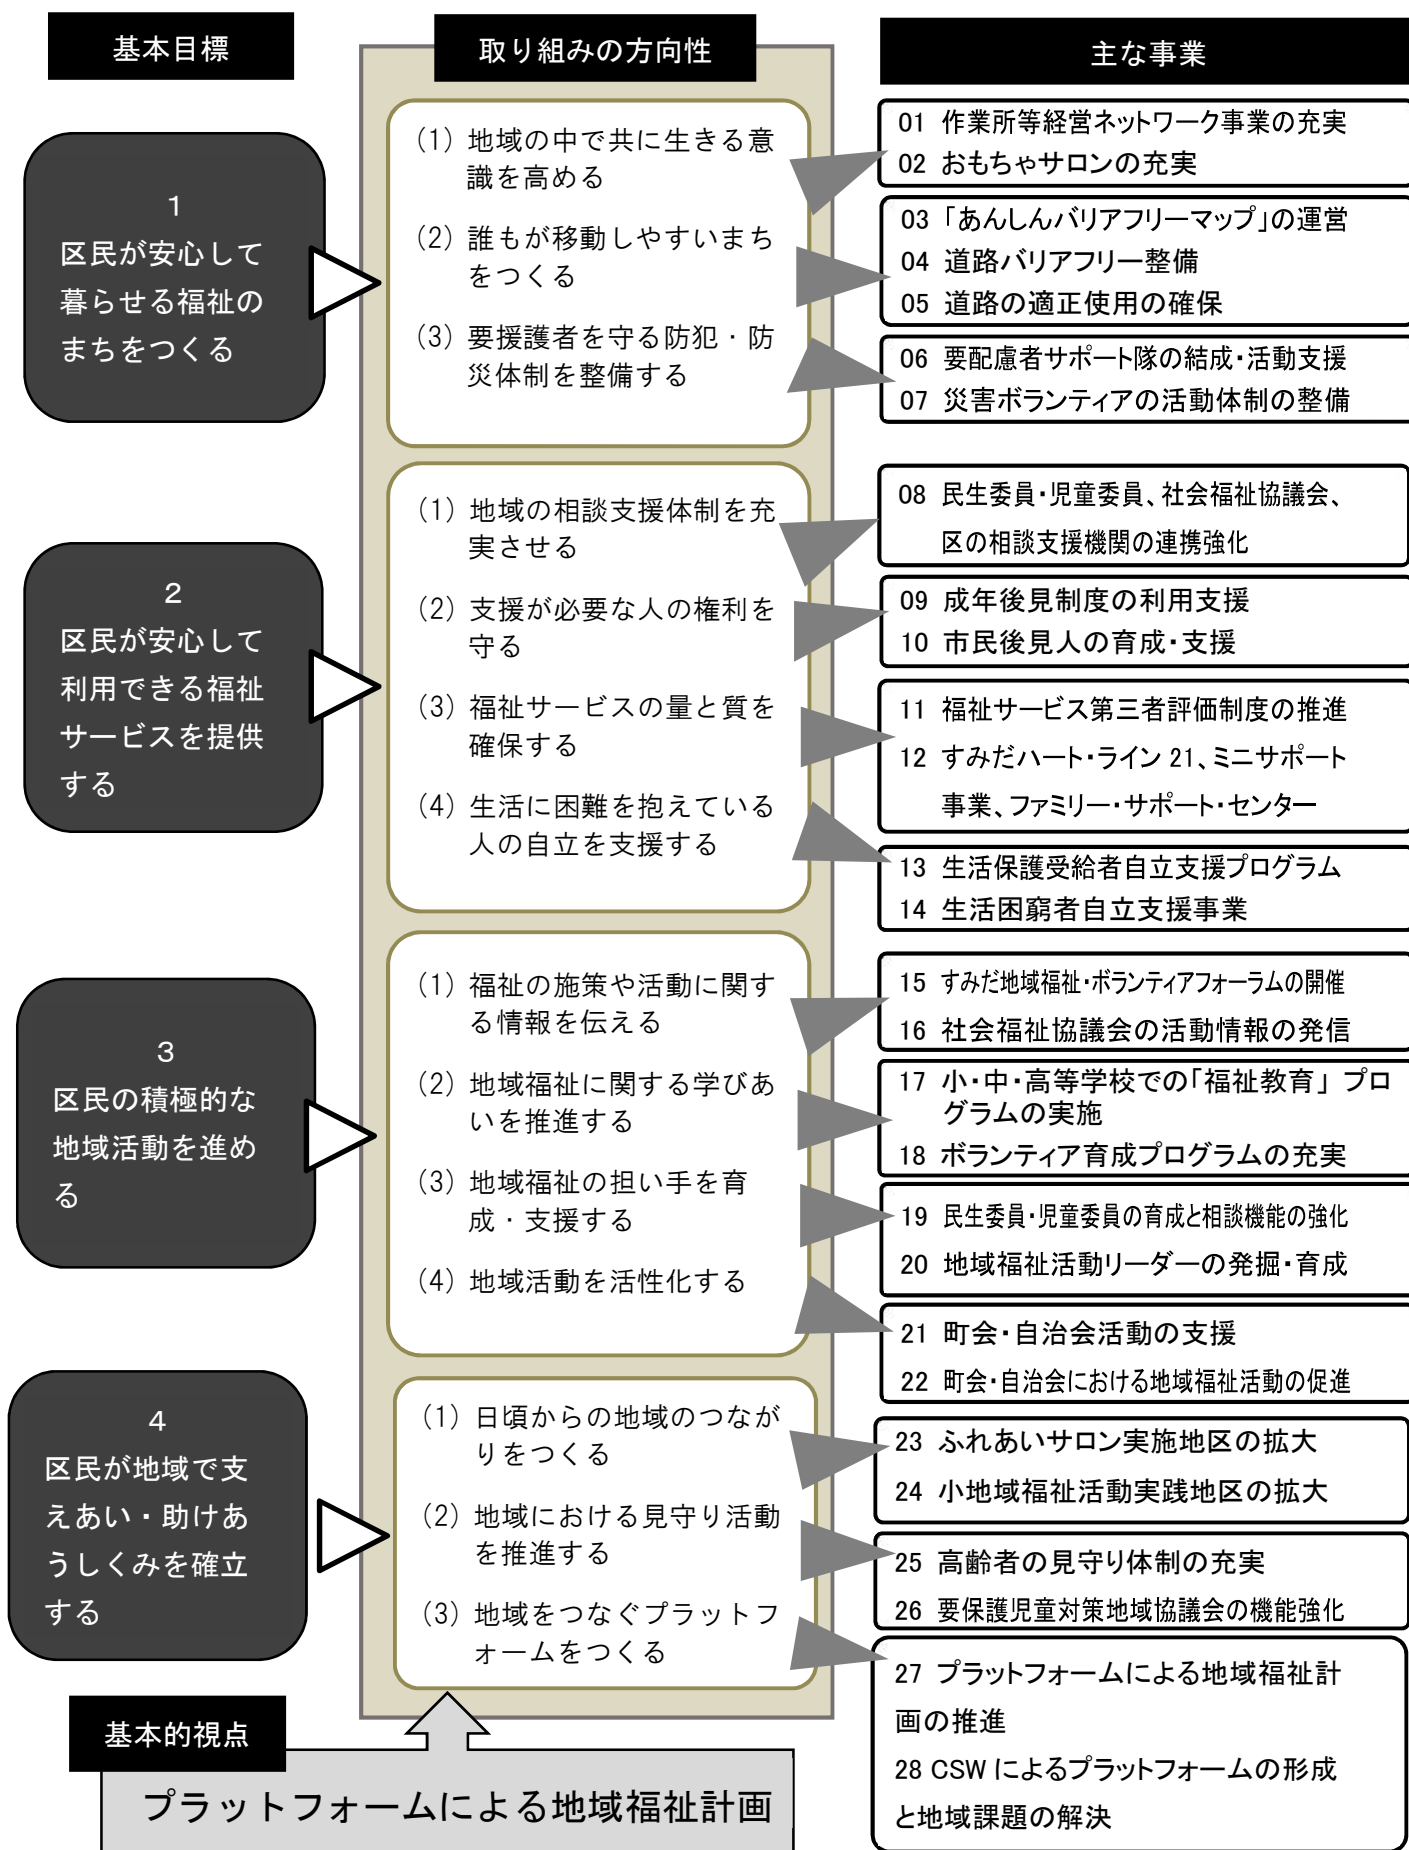 基本目標
取り組みの方向性
主な事業
1
区民が安心して
暮らせる福祉の
まちをつくる
(1) 地域の中で共に生きる意
識を高める
(2) 誰もが移動しやすいまち
をつくる
(3) 要援護者を守る防犯・防
災体制を整備する
01 作業所等経営ネットワーク事業の充実
02 おもちゃサロンの充実
03 「あんしんバリアフリーマップ」の運営
04 道路バリアフリー整備
05 道路の適正使用の確保
06 要配慮者サポート隊の結成・活動支援
07 災害ボランティアの活動体制の整備
2
区民が安心して
利用できる福祉
サービスを提供
する
(1) 地域の相談支援体制を充
実させる
(2) 支援が必要な人の権利を
守る
(3) 福祉サービスの量と質を
確保する
(4) 生活に困難を抱えている
人の自立を支援する
08 民生委員・児童委員、社会福祉協議会、
区の相談支援機関の連携強化
09 成年後見制度の利用支援
10 市民後見人の育成・支援
11 福祉サービス第三者評価制度の推進
12 すみだハート・ライン 21、ミニサポート
事業、ファミリー・サポート・センター
13 生活保護受給者自立支援プログラム
14 生活困窮者自立支援事業
3
区民の積極的な
地域活動を進め
る
(1) 福祉の施策や活動に関す
る情報を伝える
(2) 地域福祉に関する学びあ
いを推進する
(3) 地域福祉の担い手を育
成・支援する
(4) 地域活動を活性化する
15 すみだ地域福祉・ボランティアフォーラムの開催
16 社会福祉協議会の活動情報の発信
17 小・中・高等学校での「福祉教育」 プロ
グラムの実施
18 ボランティア育成プログラムの充実
19 民生委員・児童委員の育成と相談機能の強化
20 地域福祉活動リーダーの発掘・育成
21 町会・自治会活動の支援
22 町会・自治会における地域福祉活動の促進
4
区民が地域で支
えあい・助けあ
うしくみを確立
する
(1) 日頃からの地域のつなが
りをつくる
(2) 地域における見守り活動
を推進する
(3) 地域をつなぐプラットフ
ォームをつくる
23 ふれあいサロン実施地区の拡大
24 小地域福祉活動実践地区の拡大
25 高齢者の見守り体制の充実
26 要保護児童対策地域協議会の機能強化
27 プラットフォームによる地域福祉計
画の推進
28 CSW によるプラットフォームの形成
と地域課題の解決
基本的視点
プラットフォームによる地域福祉計画